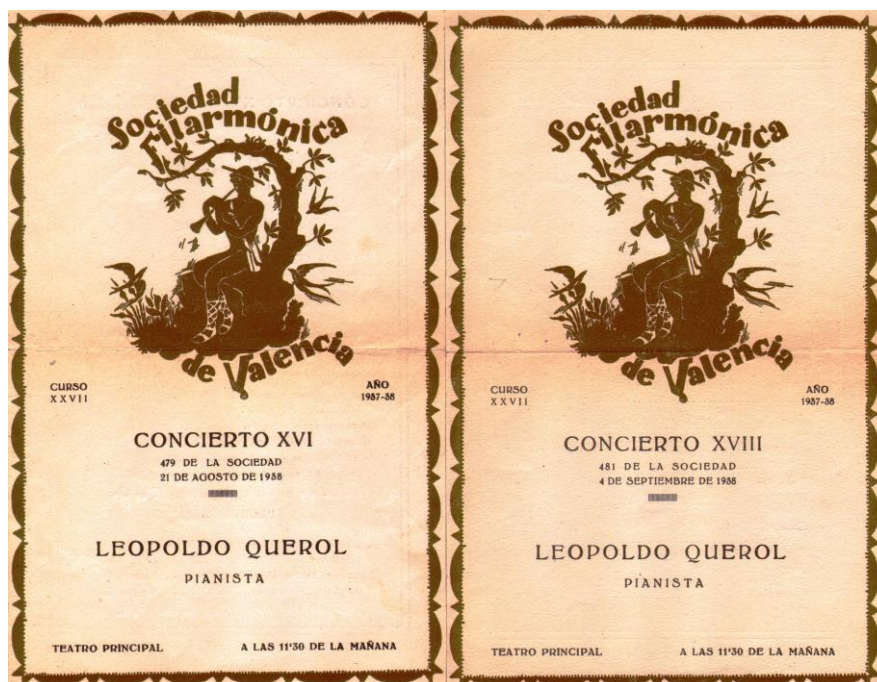 Sociedad
Filarmónica
de Valencia
CURSO
XXVII
AÑO
1937-38
CONCIERTO XVI
479 DE LA SOCIEDAD
21 DE AGOSTO DE 1938
LEOPOLDO QUEROL
PIANISTA
TEATRO PRINCIPAL
A LAS 11'30 DE LA MAÑANA
Sociedad
Filarmónica
de Valencia
CURSO
XXVII
AÑO
1937-38
CONCIERTO XVIII
481 DE LA SOCIEDAD
4 DE SEPTIEMBRE DE 1938
LEOPOLDO QUEROL
PIANISTA
TEATRO PRINCIPAL
A LAS 11'30 DE LA MAÑANA